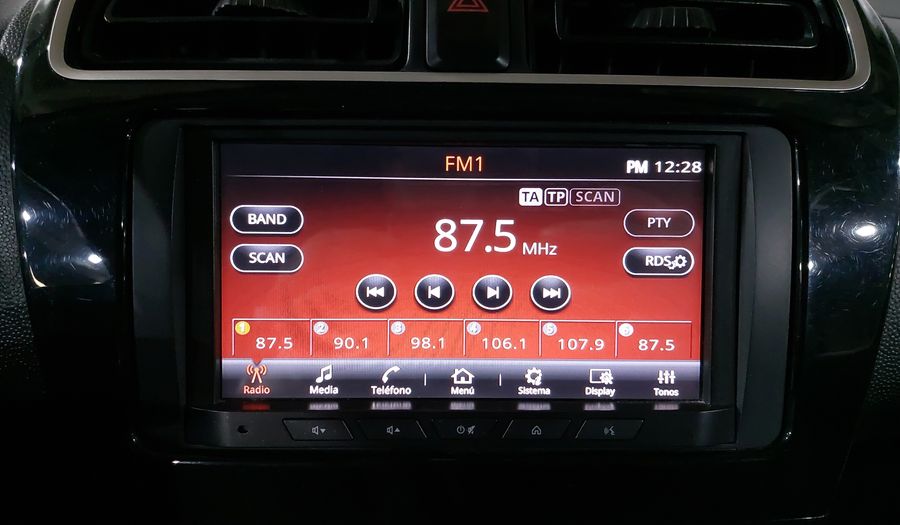 FM1
PM 12:28
TA TP SCAN
BAND
PTY
87.5 MHz
SCAN
RDS
1 2 3 4 5 6
87.5 90.1 98.1 106.1 107.9 87.5
Radio Media Teléfono Menú Sistema Display Tonos